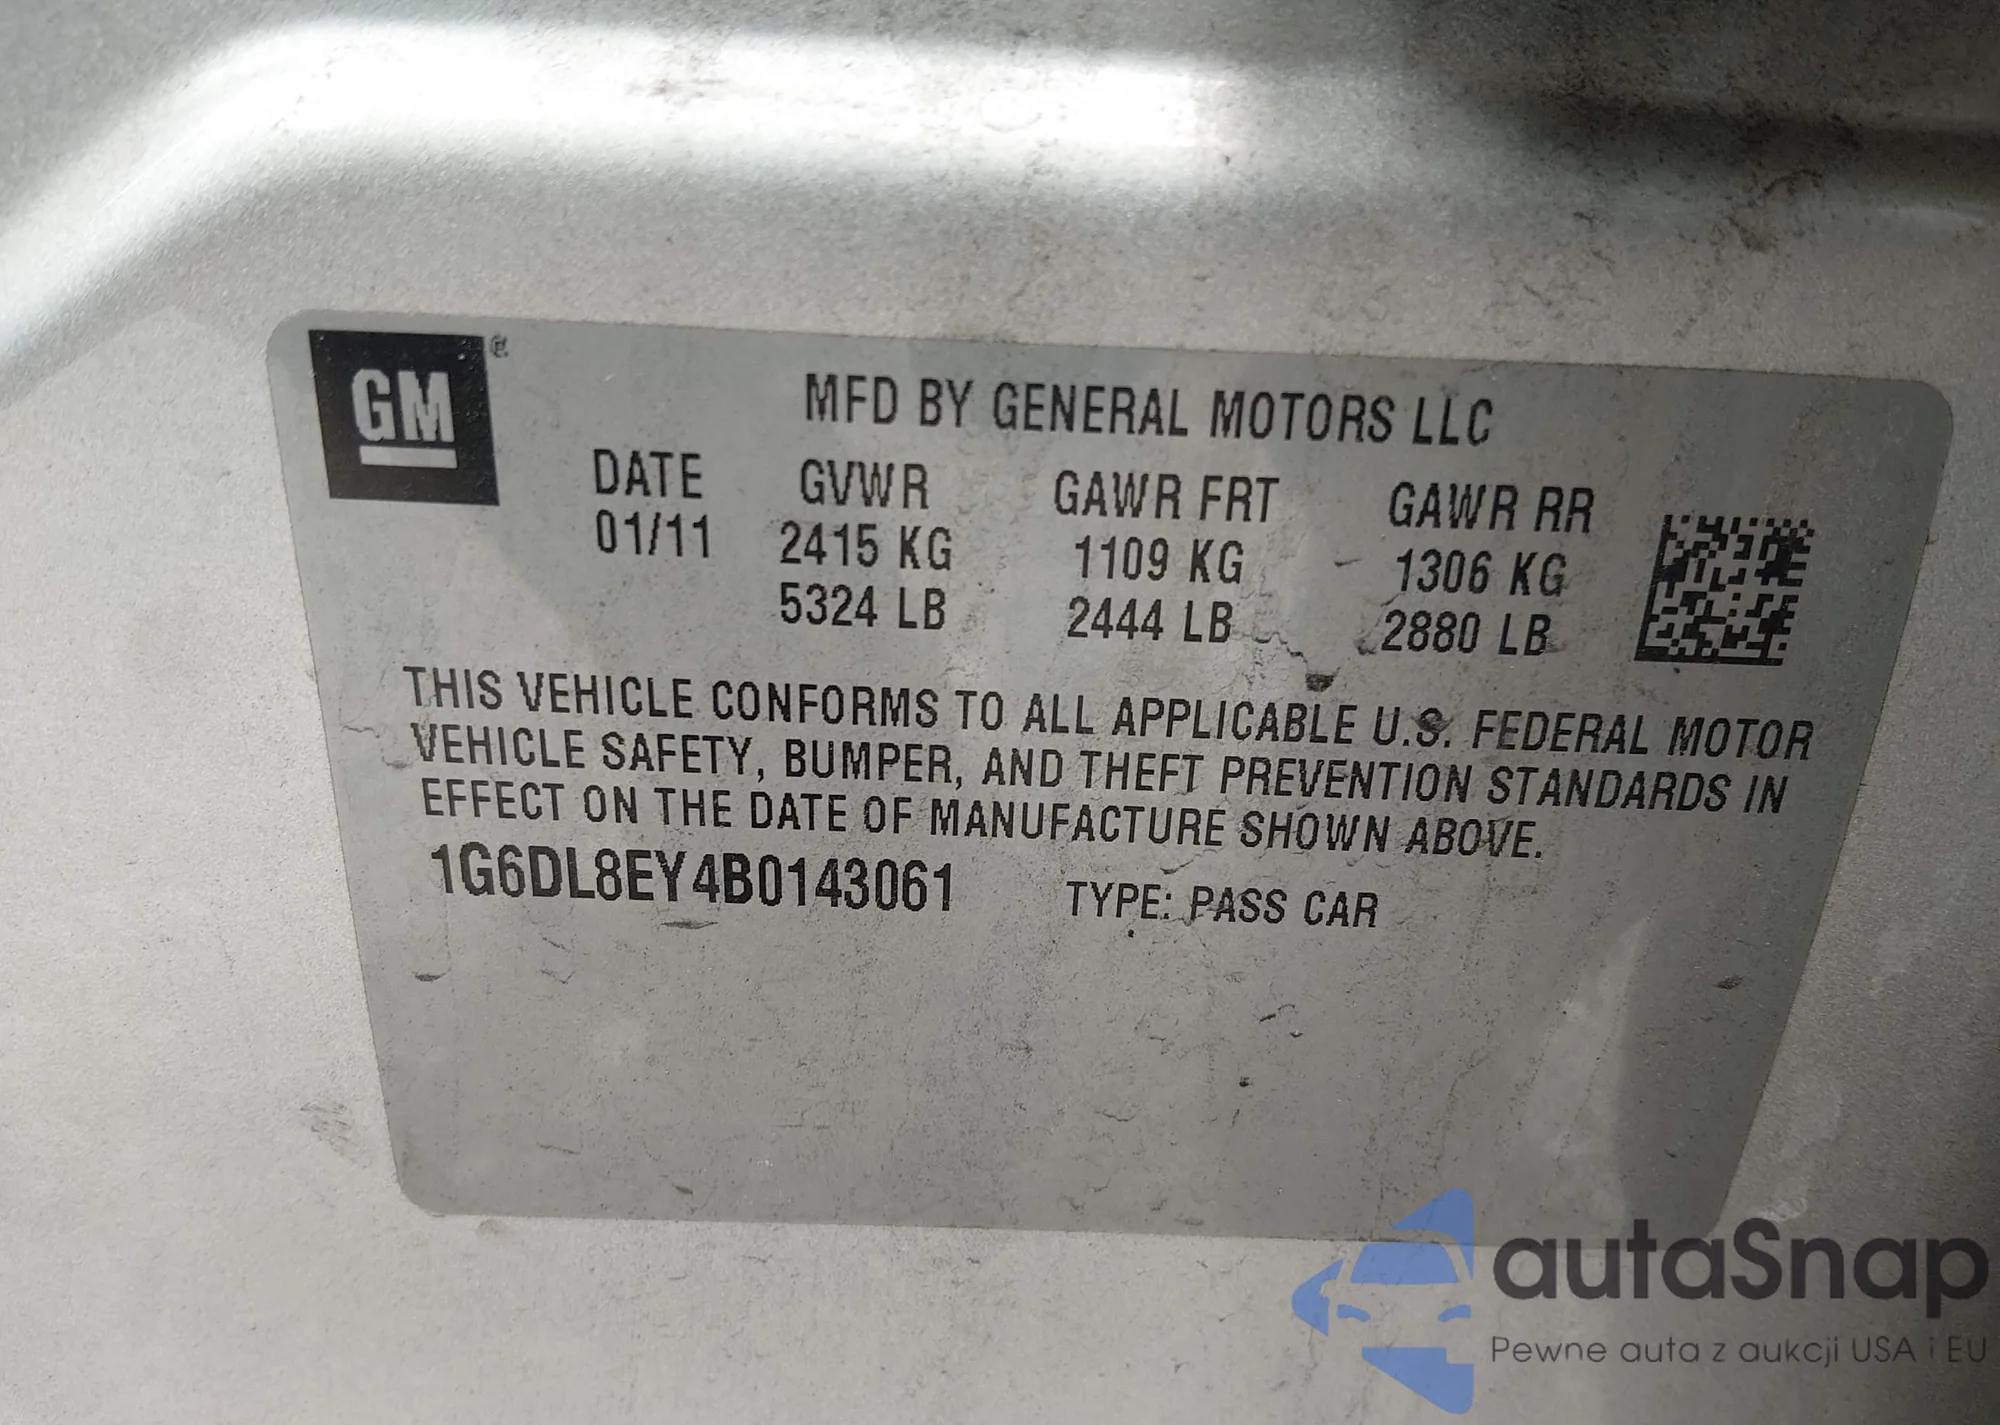 GM
MFD BY GENERAL MOTORS LLC
DATE GVWR GAWR FRT GAWR RR
01/11 2415 KG 1109 KG 1306 KG
5324 LB 2444 LB 2880 LB
THIS VEHICLE CONFORMS TO ALL APPLICABLE U.S. FEDERAL MOTOR
VEHICLE SAFETY, BUMPER, AND THEFT PREVENTION STANDARDS IN
EFFECT ON THE DATE OF MANUFACTURE SHOWN ABOVE.
1G6DL8EY4B0143061 TYPE: PASS CAR
autaSnap
Pewne auta z aukcji USA i EU